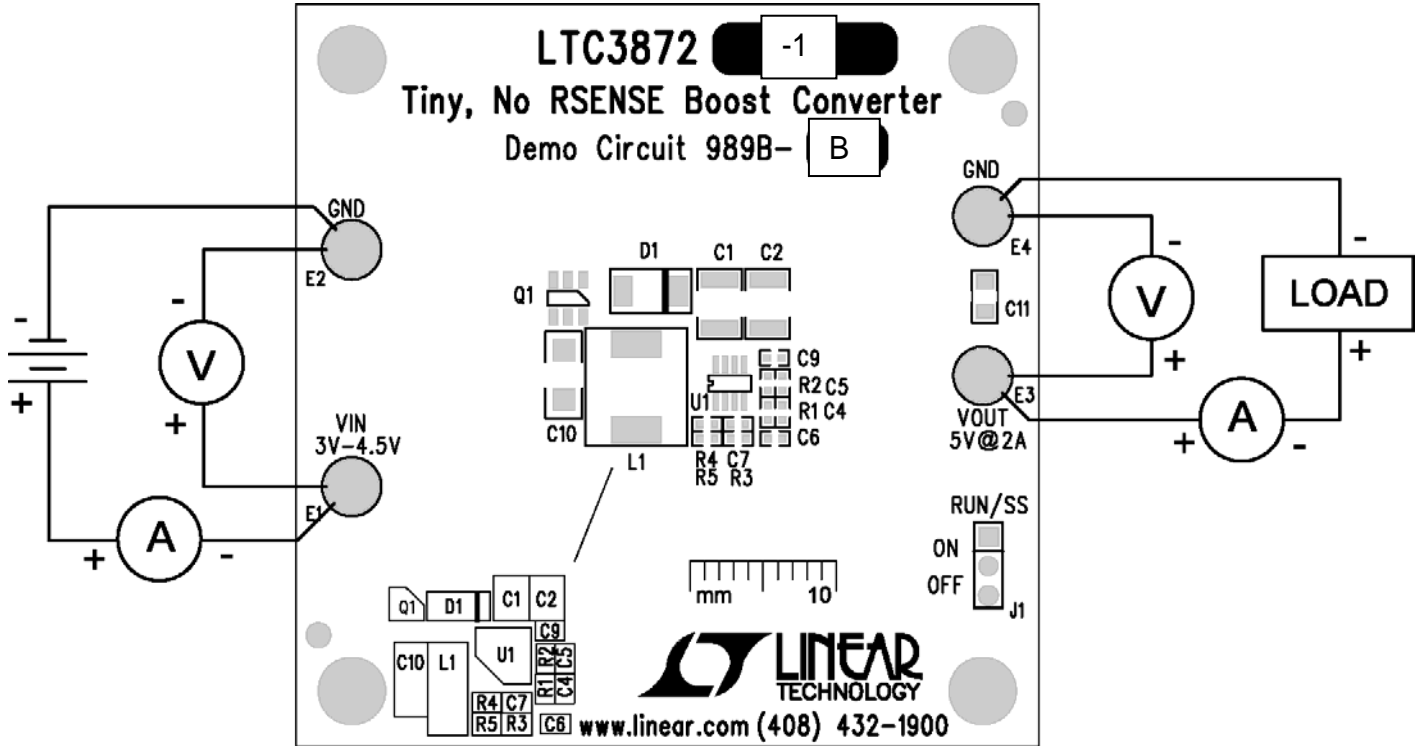 LTC3872 -1
Tiny, No RSENSE Boost Converter
Demo Circuit 989B- B
GND
E2
-
-
V
+
+
VIN
3V-4.5V
E1
+ A -
GND
E4
-
-
V
LOAD
C11
+
+
E3
VOUT
5V@2A
+ A -
D1 C1 C2
Q1
C9
R2 C5
U1
R1 C4
C10
C6
L1
R4 C7
R5 R3
RUN/SS
ON
OFF
J1
mm 10
Q1 D1 C1 C2
C9
C10 L1 U1 R2 C5
R1 C4
R4 C7
R5 R3 C6
LINEAR
TECHNOLOGY
www.linear.com (408) 432-1900